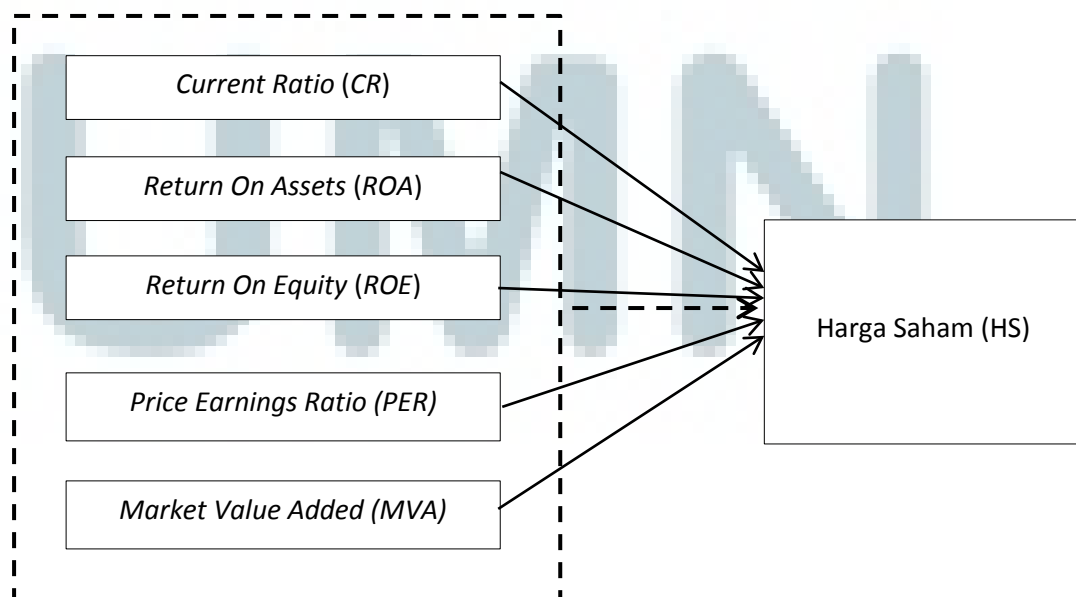 UMN
Current Ratio (CR)
Return On Assets (ROA)
Return On Equity (ROE)
Harga Saham (HS)
Price Earnings Ratio (PER)
Market Value Added (MVA)